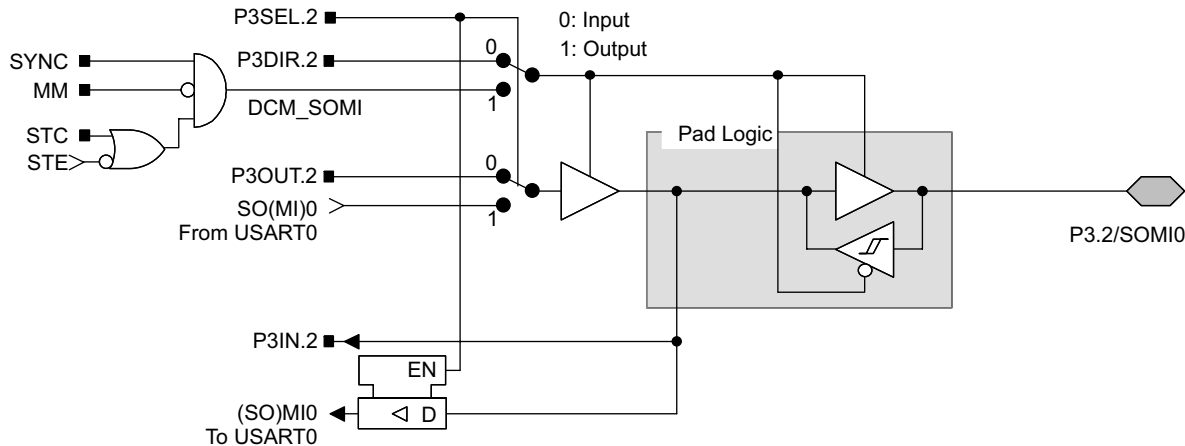 P3SEL.2
0: Input
1: Output
SYNC
P3DIR.2
0
MM
1
DCM_SOMI
STC
STE
Pad Logic
P3OUT.2
0
SO(MI)0
1
From USART0
P3.2/SOMI0
P3IN.2
EN
(SO)MI0
D
To USART0